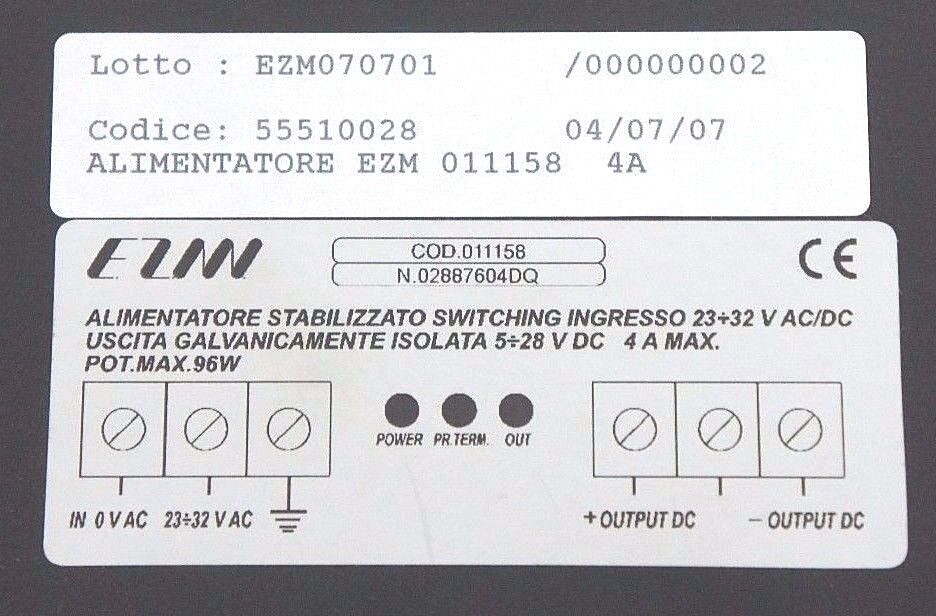 Lotto : EZM070701 /000000002
Codice: 55510028 04/07/07
ALIMENTATORE EZM 011158 4A
EZM
COD.011158
N.02887604DQ
CE
ALIMENTATORE STABILIZZATO SWITCHING INGRESSO 23÷32 V AC/DC
USCITA GALVANICAMENTE ISOLATA 5÷28 V DC 4 A MAX.
POT.MAX.96W
POWER PR.TERM. OUT
IN 0 V AC 23÷32 V AC + OUTPUT DC - OUTPUT DC